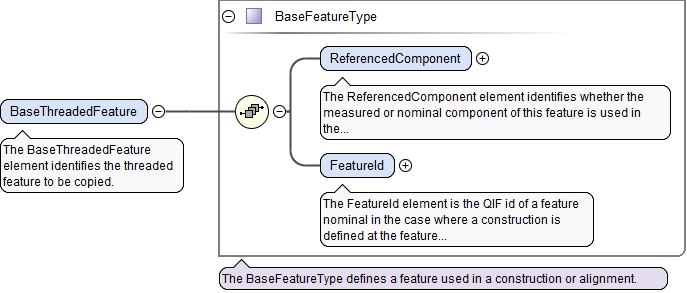 BaseFeatureType
ReferencedComponent
The ReferencedComponent element identifies whether the
measured or nominal component of this feature is used in
the...
BaseThreadedFeature
The BaseThreadedFeature
element identifies the threaded
feature to be copied.
FeatureId
The FeatureId element is the QIF id of a feature
nominal in the case where a construction is
defined at the feature...
The BaseFeatureType defines a feature used in a construction or alignment.